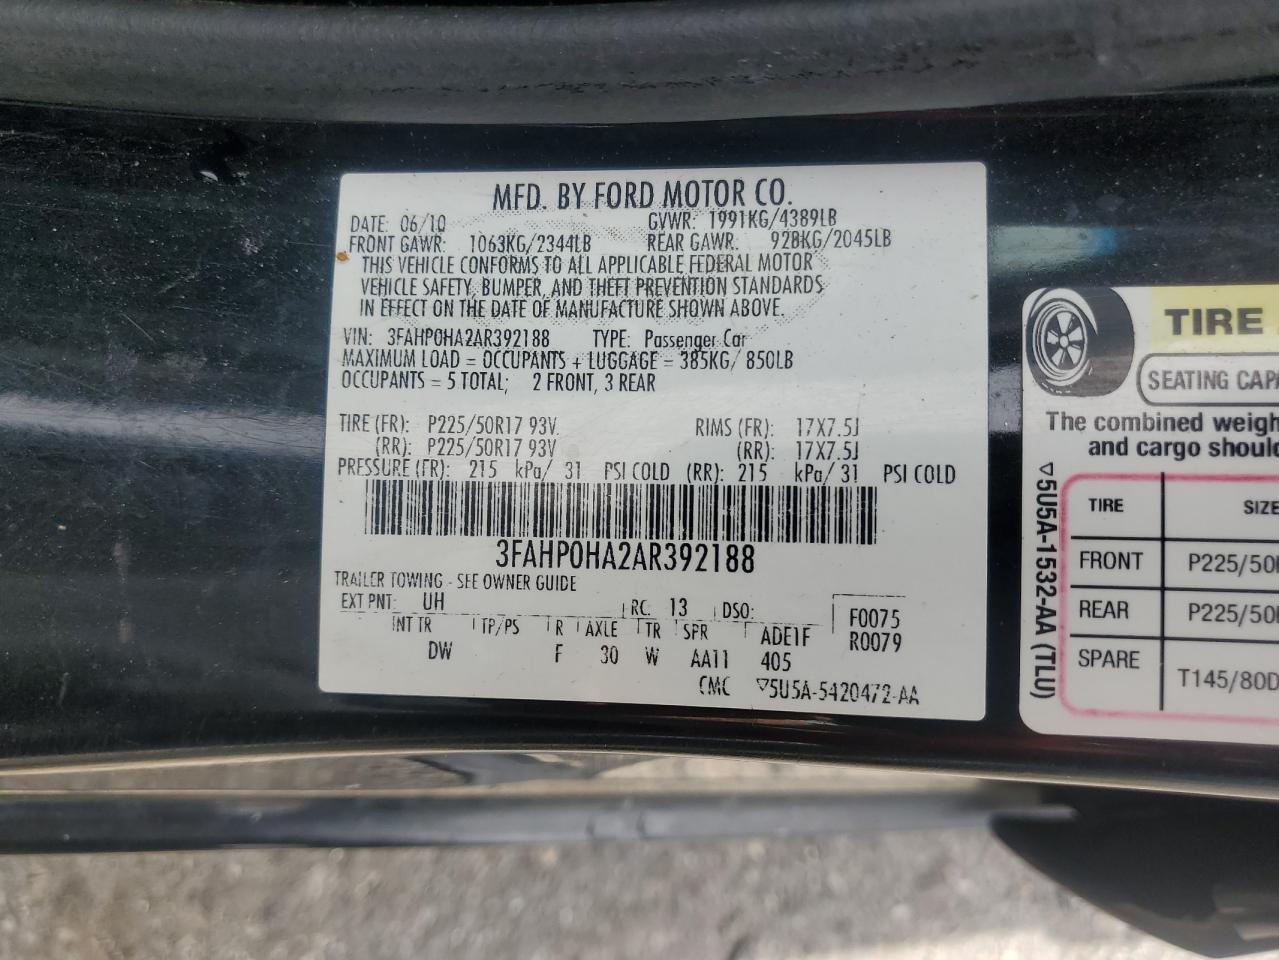 MFD. BY FORD MOTOR CO.
DATE: 06/10 GVWR: 1991KG/4389LB
FRONT GAWR: 1063KG/2344LB REAR GAWR: 928KG/2045LB
THIS VEHICLE CONFORMS TO ALL APPLICABLE FEDERAL MOTOR
VEHICLE SAFETY, BUMPER, AND THEFT PREVENTION STANDARDS
IN EFFECT ON THE DATE OF MANUFACTURE SHOWN ABOVE.
VIN: 3FAHP0HA2AR392188 TYPE: Passenger Car
MAXIMUM LOAD = OCCUPANTS + LUGGAGE = 385KG/ 850LB
OCCUPANTS = 5 TOTAL; 2 FRONT, 3 REAR
TIRE (FR): P225/50R17 93V RIMS (FR): 17X7.5J
(RR): P225/50R17 93V (RR): 17X7.5J
PRESSURE (FR): 215 kPa/ 31 PSI COLD (RR): 215 kPa/ 31 PSI COLD
3FAHP0HA2AR392188
TRAILER TOWING - SEE OWNER GUIDE
EXT PNT: UH RC: 13 DSO: F0075
INT TR TP/PS R AXLE TR SPR ADE1F R0079
DW F 30 W AA11 405
CMC ▽5U5A-5420472-AA
TIRE
SEATING CAPA
The combined weigh
and cargo should
TIRE SIZE
FRONT P225/50
REAR P225/50
SPARE T145/80D
▽5U5A-1532-AA (TLU)